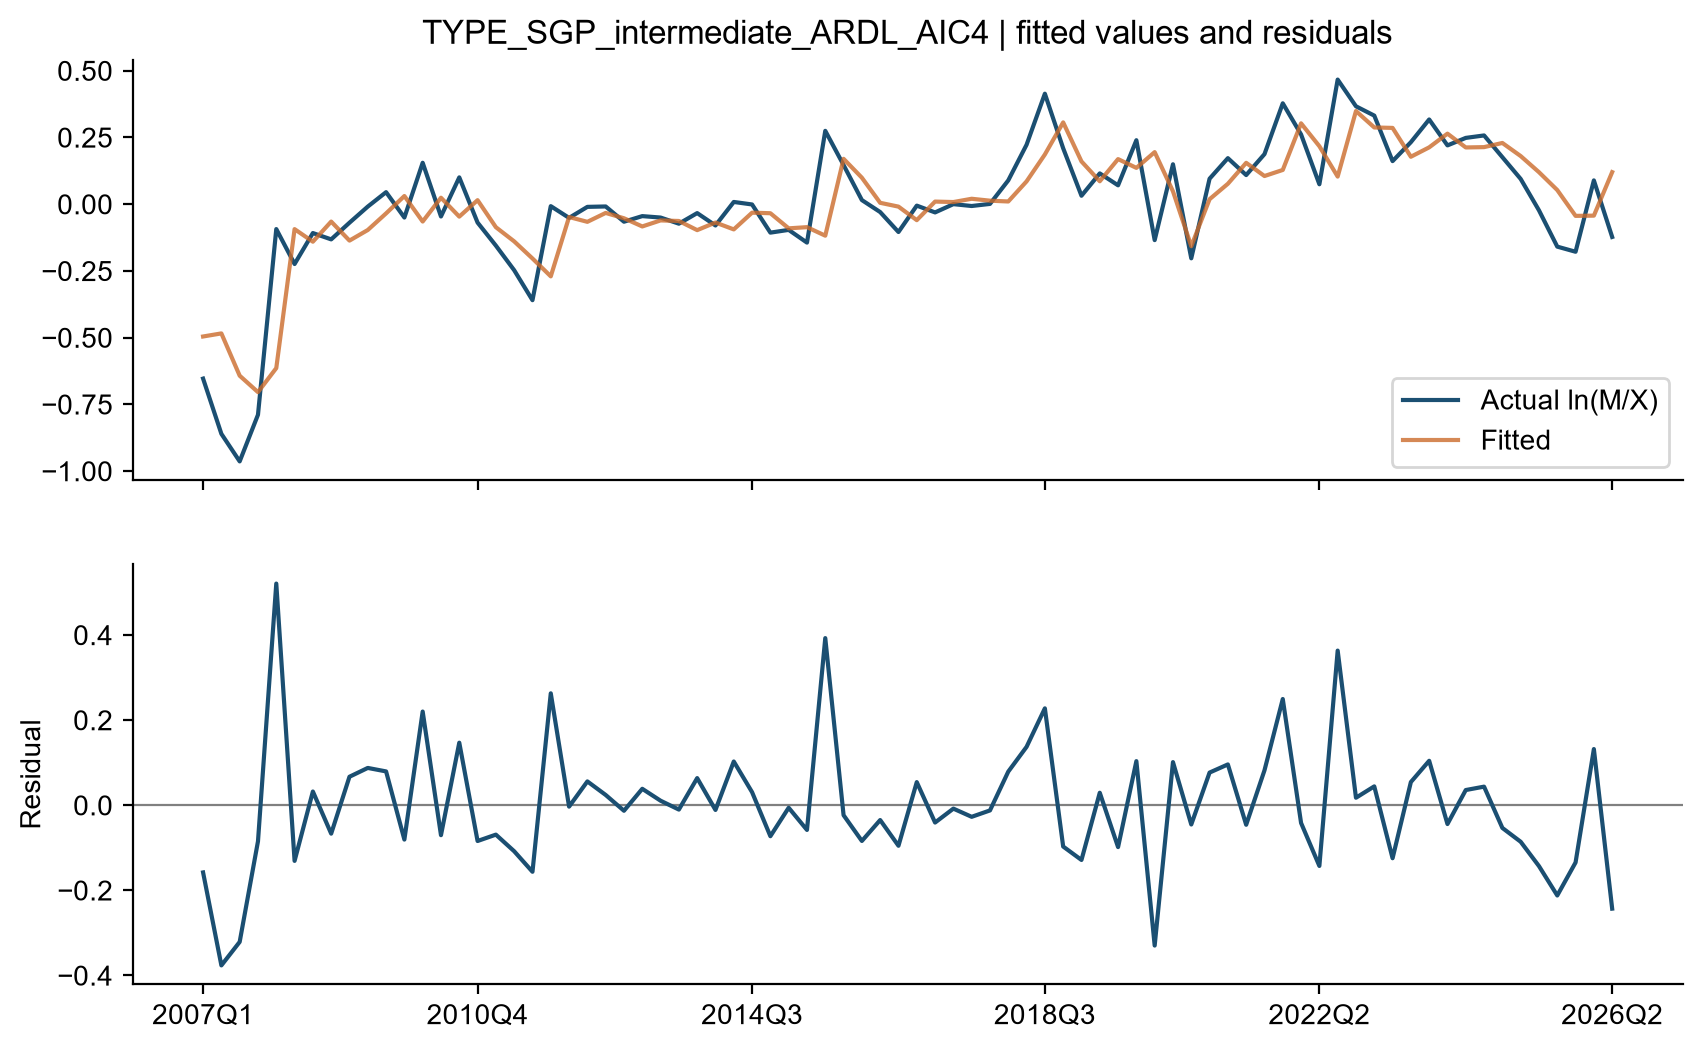 TYPE_SGP_intermediate_ARDL_AIC4 | fitted values and residuals
0.50
0.25
0.00
−0.25
−0.50
−0.75
−1.00
Actual ln(M/X)
Fitted
Residual
0.4
0.2
0.0
−0.2
−0.4
2007Q1 2010Q4 2014Q3 2018Q3 2022Q2 2026Q2